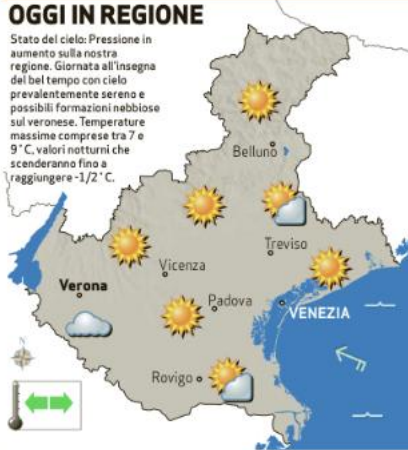 OGGI IN REGIONE
Stato del cielo: Pressione in
aumento sulla nostra
regione. Giornata all'insegna
del bel tempo con cielo
prevalentemente sereno e
possibili formazioni nebbiose
sul veronese. Temperature
massime comprese tra 7 e
9°C, valori notturni che
scenderanno fino a
raggiungere -1/2°C.
Belluno
Treviso
Vicenza
Verona
Padova
VENEZIA
Rovigo